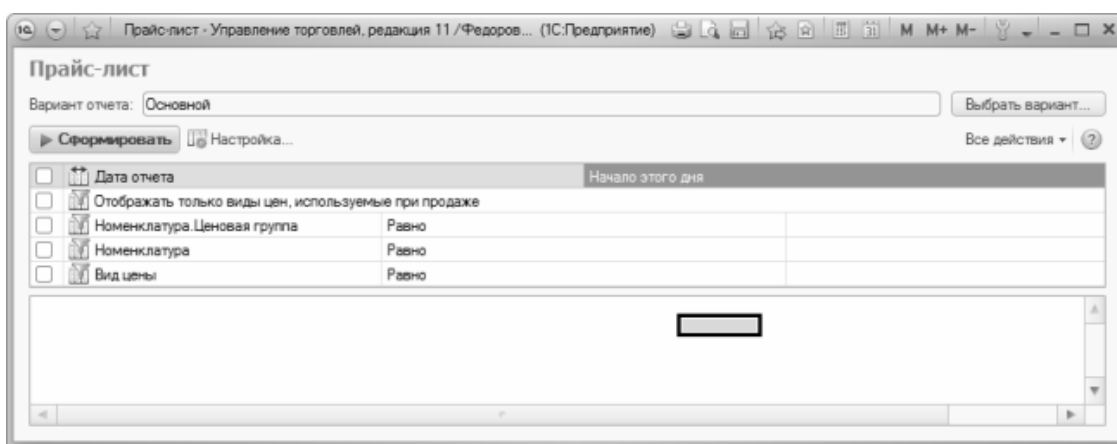 Прайс-лист - Управление торговлей, редакция 11 /Федоров... (1С:Предприятие) M M+ M-
Прайс-лист
Вариант отчета: Основной Выбрать вариант...
Сформировать Настройка... Все действия
Дата отчета Начало этого дня
Отображать только виды цен, используемые при продаже
Номенклатура.Ценовая группа Равно
Номенклатура Равно
Вид цены Равно